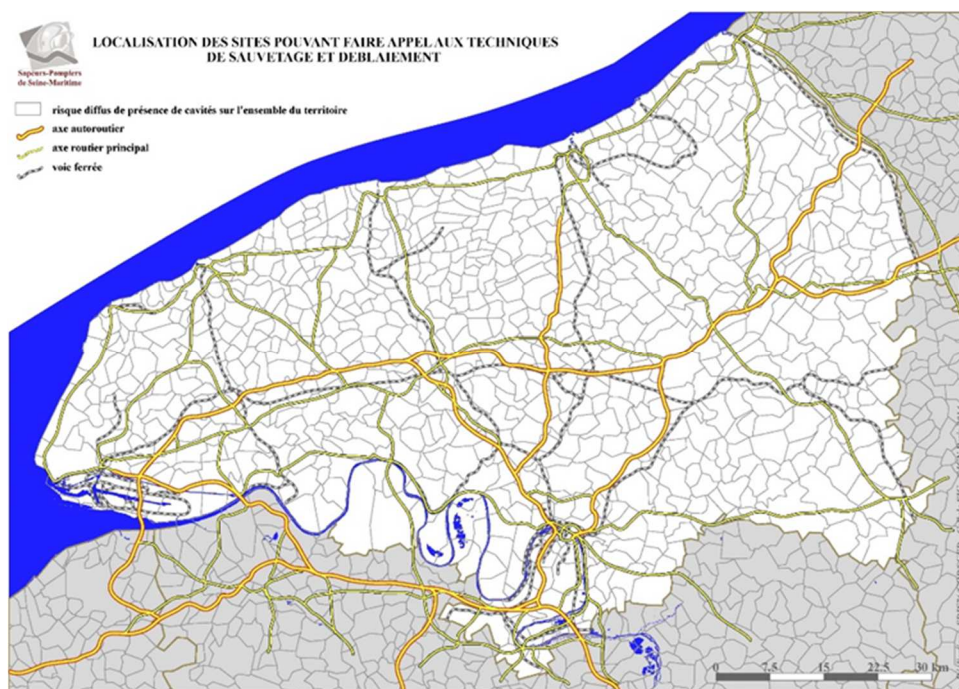 LOCALISATION DES SITES POUVANT FAIRE APPEL AUX TECHNIQUES
DE SAUVETAGE ET DEBLAIEMENT
Sapeurs-Pompiers
de Seine-Maritime
risque diffus de présence de cavités sur l'ensemble du territoire
axe autoroutier
axe routier principal
voie ferrée
0 7.5 15 22.5 30 km